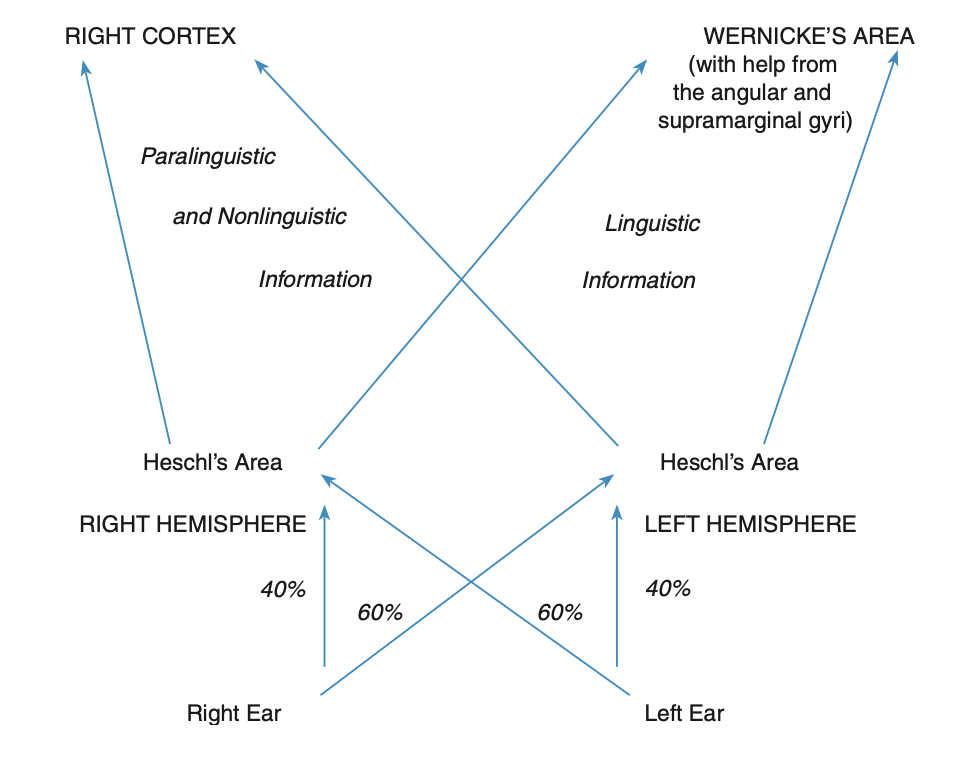 RIGHT CORTEX
WERNICKE’S AREA
(with help from
the angular and
supramarginal gyri)
Paralinguistic
and Nonlinguistic
Information
Linguistic
Information
Heschl’s Area
Heschl’s Area
RIGHT HEMISPHERE
LEFT HEMISPHERE
40%
60%
60%
40%
Right Ear
Left Ear